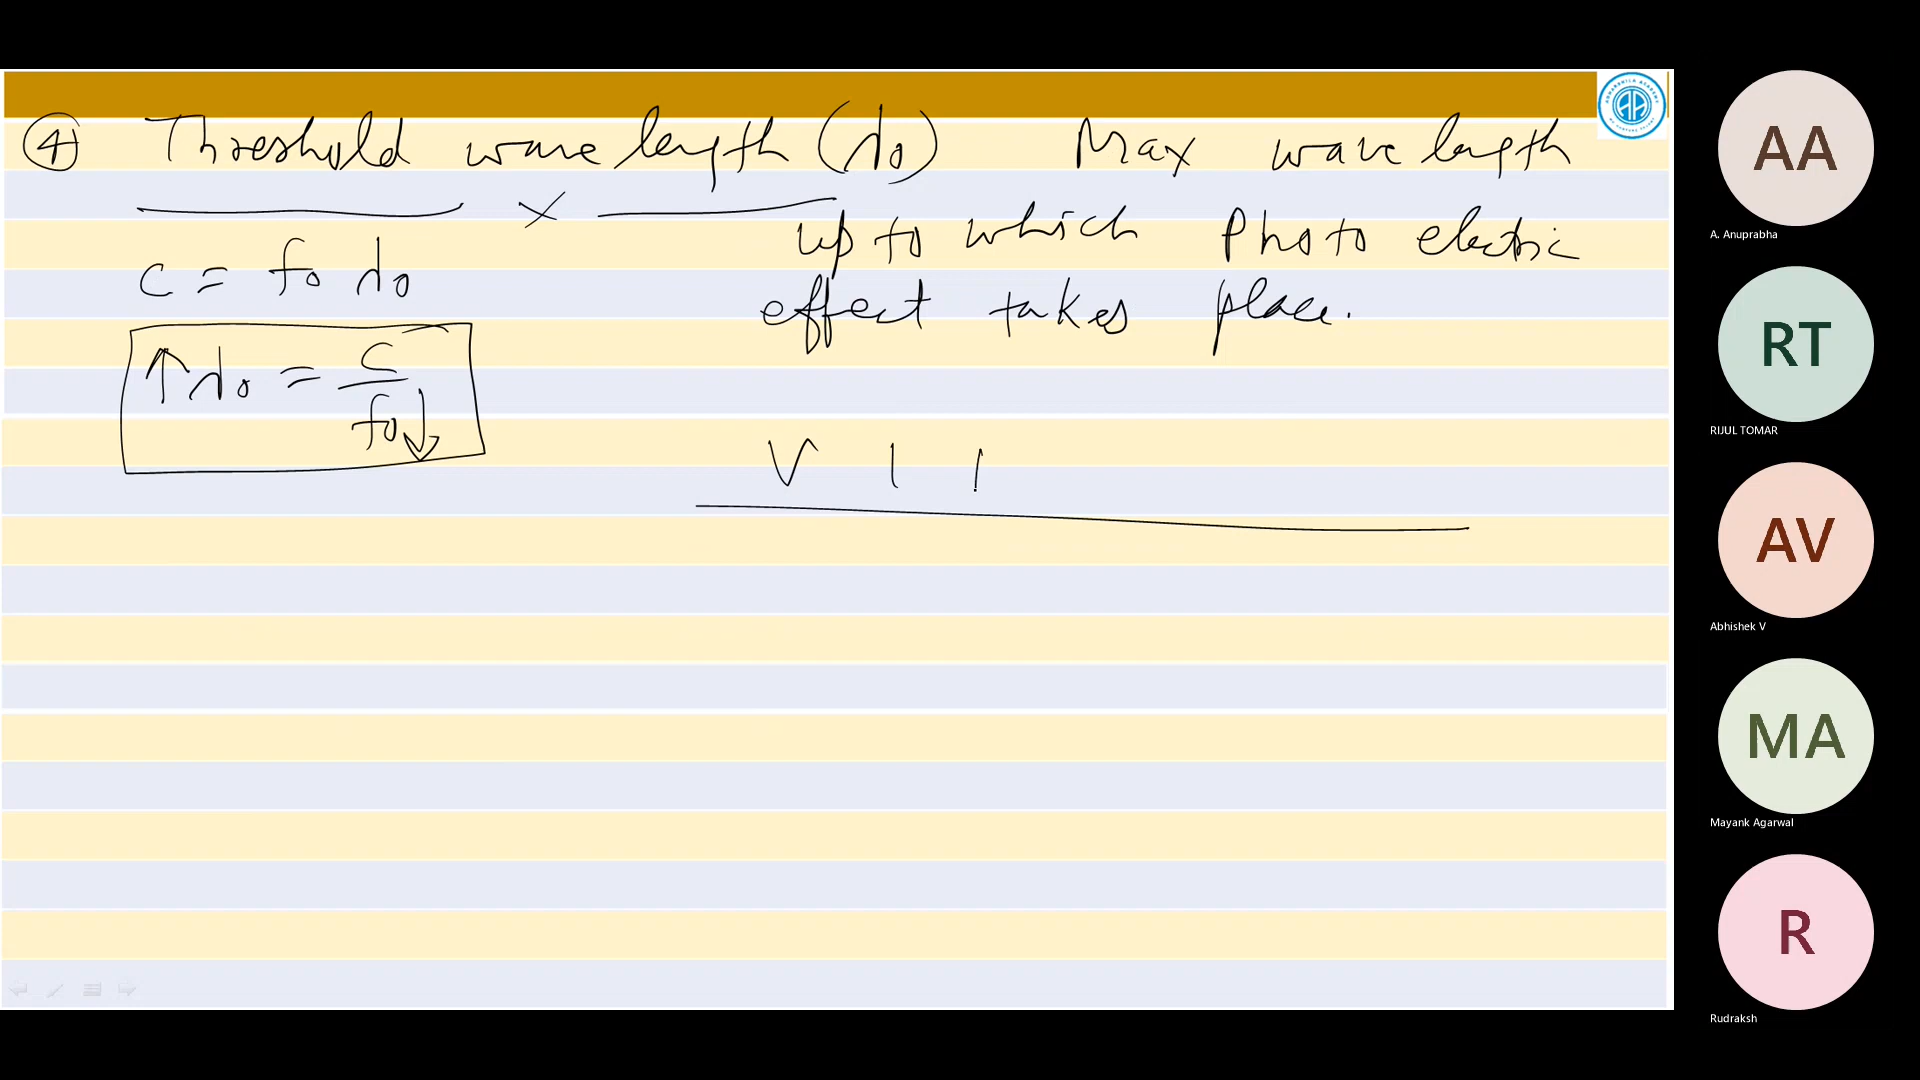 ④ Threshold wave length (λ₀) Max wave length
up to which Photo electric
effect takes place.
c = f₀ λ₀
↑ λ₀ = c / f₀ ↓
V I
AA
A. Anuprabha
RT
RIJUL TOMAR
AV
Abhishek V
MA
Mayank Agarwal
R
Rudraksh